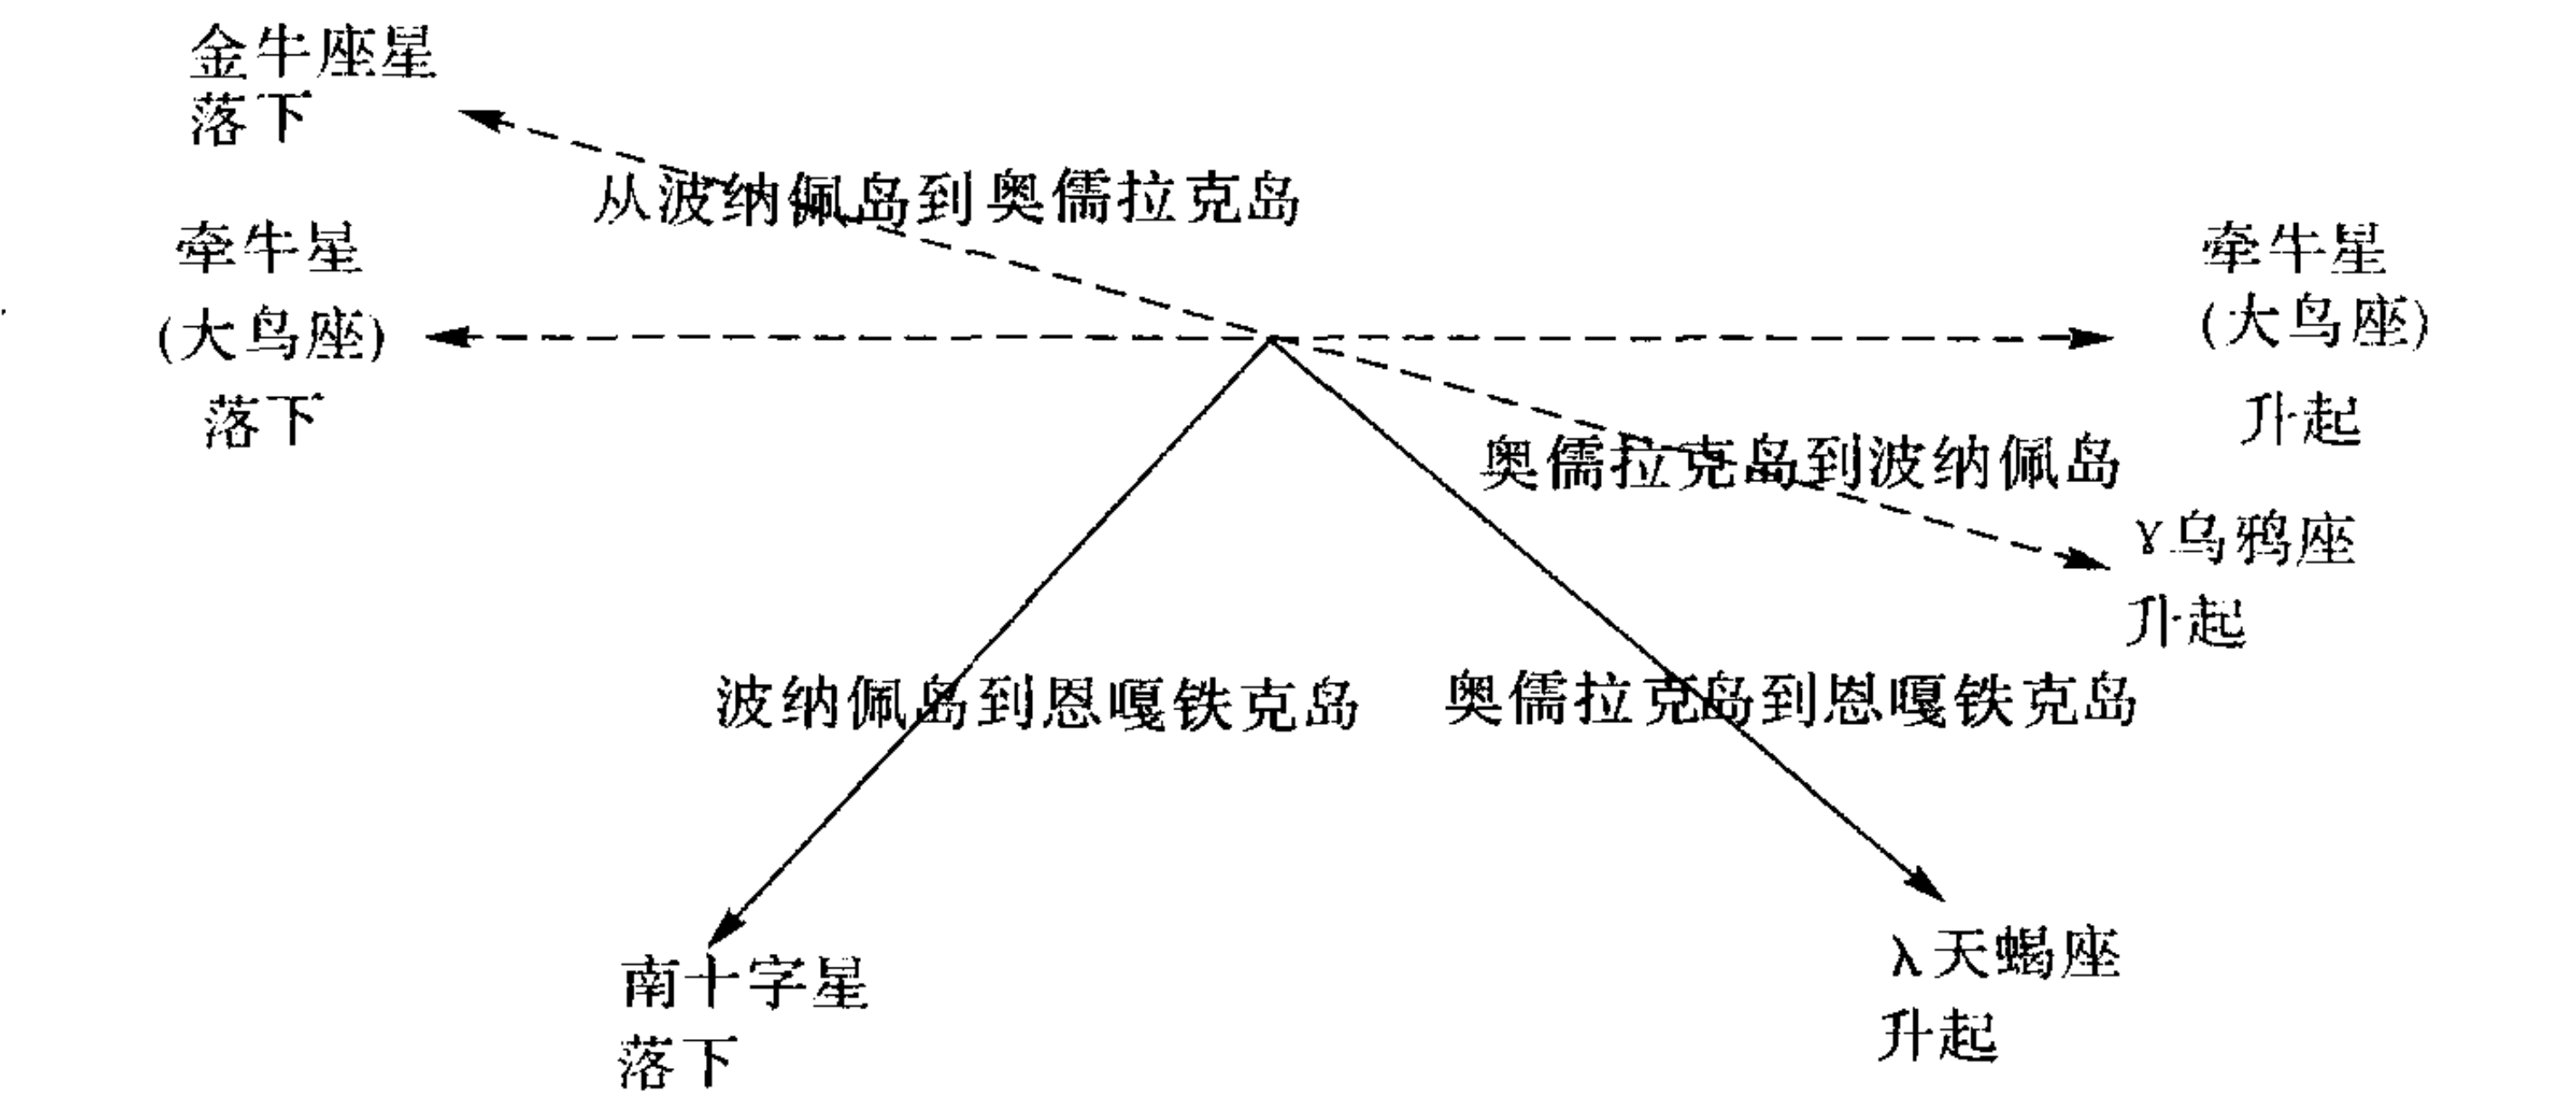 金牛座星
落下
从波纳佩岛到奥儒拉克岛
牵牛星
(大鸟座)
落下
牵牛星
(大鸟座)
升起
奥儒拉克岛到波纳佩岛
γ乌鸦座
升起
波纳佩岛到恩嘎铁克岛
奥儒拉克岛到恩嘎铁克岛
南十字星
落下
λ天蝎座
升起